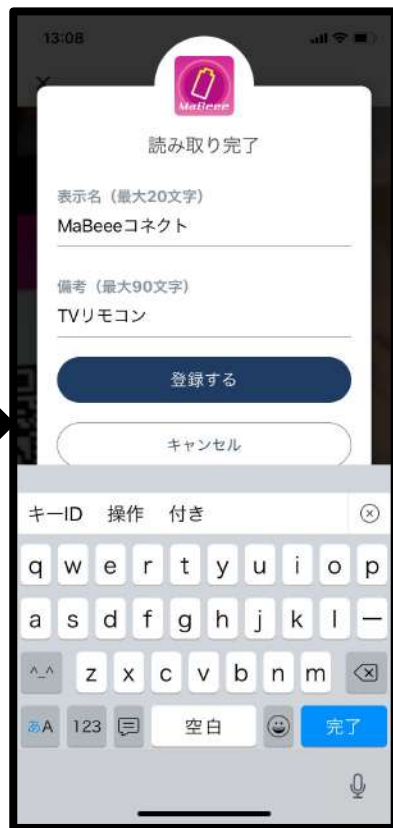 13:08
MaBeee
読み取り完了
表示名（最大20文字）
MaBeeeコネクト
備考（最大90文字）
TVリモコン
登録する
キャンセル
キーID 操作 付き
q w e r t y u i o p
a s d f g h j k l ー
^_^ z x c v b n m
あA 123 空白 完了